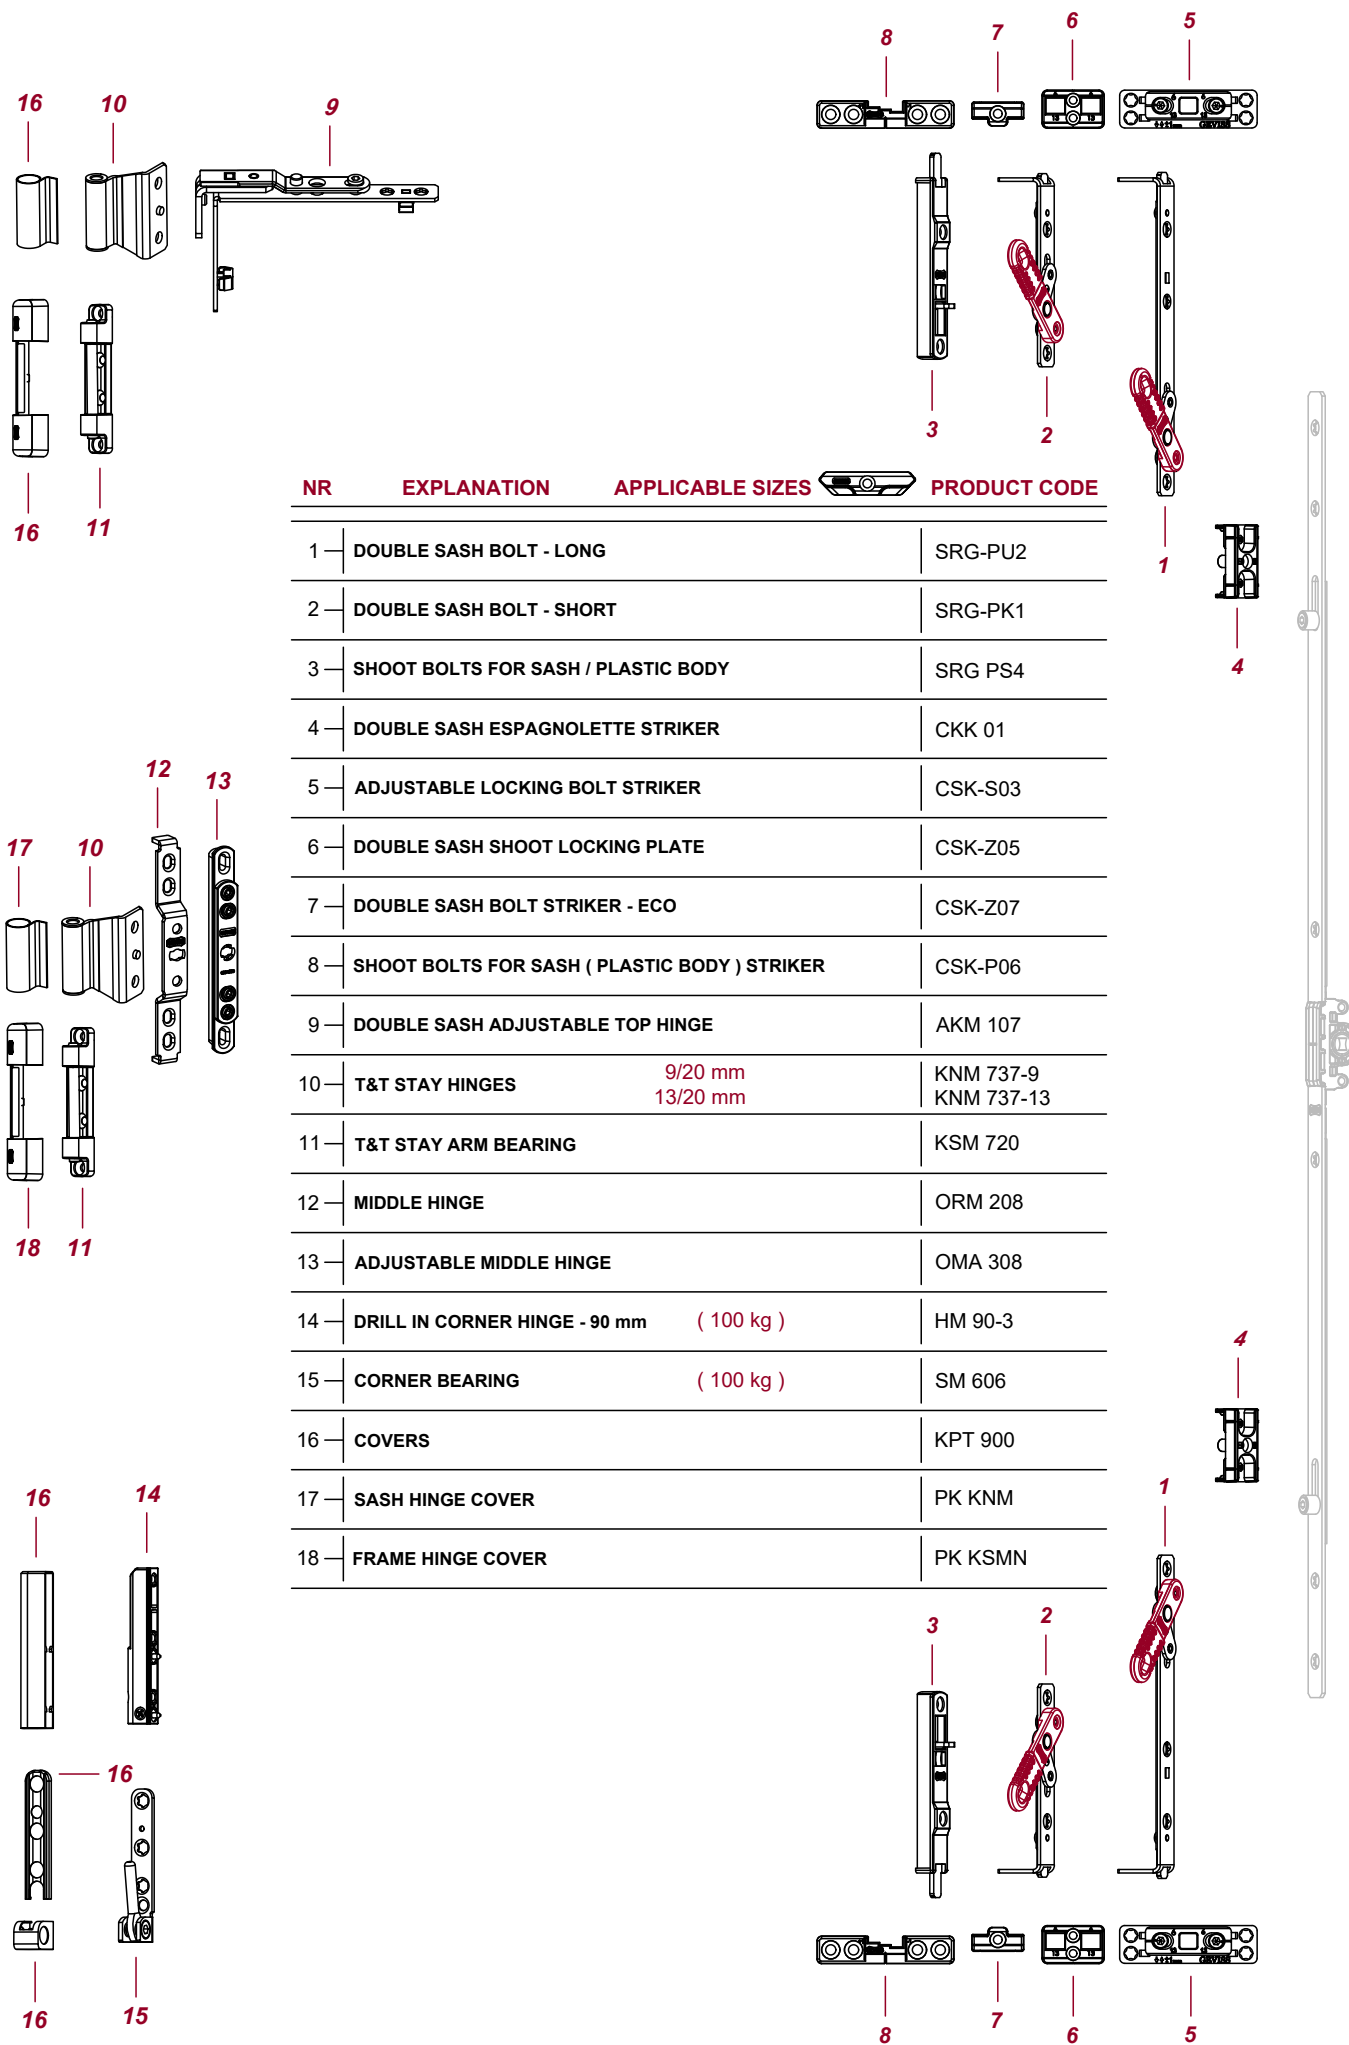 8 7 6 5
16 10 9
3 2 1
16 11
4
NR EXPLANATION APPLICABLE SIZES PRODUCT CODE
1 DOUBLE SASH BOLT - LONG SRG-PU2
2 DOUBLE SASH BOLT - SHORT SRG-PK1
3 SHOOT BOLTS FOR SASH / PLASTIC BODY SRG PS4
4 DOUBLE SASH ESPAGNOLETTE STRIKER CKK 01
5 ADJUSTABLE LOCKING BOLT STRIKER CSK-S03
6 DOUBLE SASH SHOOT LOCKING PLATE CSK-Z05
7 DOUBLE SASH BOLT STRIKER - ECO CSK-Z07
8 SHOOT BOLTS FOR SASH ( PLASTIC BODY ) STRIKER CSK-P06
9 DOUBLE SASH ADJUSTABLE TOP HINGE AKM 107
10 T&T STAY HINGES 9/20 mm KNM 737-9
13/20 mm KNM 737-13
11 T&T STAY ARM BEARING KSM 720
12 MIDDLE HINGE ORM 208
13 ADJUSTABLE MIDDLE HINGE OMA 308
14 DRILL IN CORNER HINGE - 90 mm ( 100 kg ) HM 90-3
15 CORNER BEARING ( 100 kg ) SM 606
16 COVERS KPT 900
17 SASH HINGE COVER PK KNM
18 FRAME HINGE COVER PK KSMN
12 13
17 10
18 11
4
16 14
1
3 2
16
16 15
8 7 6 5